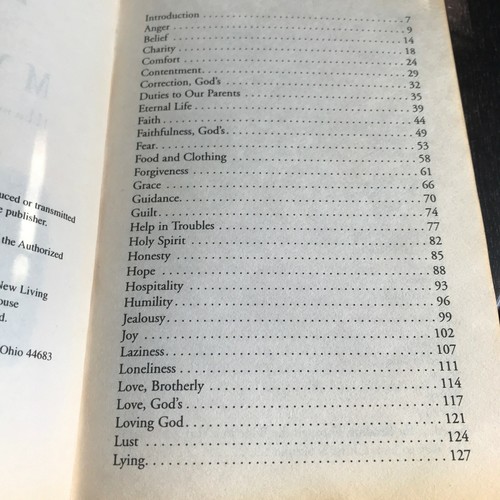 uced or transmitted
publisher.
the Authorized
New Living
ouse
d.
Ohio 44683
Introduction . . . . . . . . . . 7
Anger . . . . . . . . . . 9
Belief . . . . . . . . . . 14
Charity . . . . . . . . . . 18
Comfort . . . . . . . . . . 24
Contentment. . . . . . . . . . 29
Correction, God's . . . . . . . . . . 32
Duties to Our Parents . . . . . . . . . . 35
Eternal Life . . . . . . . . . . 39
Faith . . . . . . . . . . 44
Faithfulness, God's . . . . . . . . . . 49
Fear. . . . . . . . . . 53
Food and Clothing . . . . . . . . . . 58
Forgiveness . . . . . . . . . . 61
Grace . . . . . . . . . . 66
Guidance. . . . . . . . . . 70
Guilt. . . . . . . . . . 74
Help in Troubles . . . . . . . . . . 77
Holy Spirit . . . . . . . . . . 82
Honesty . . . . . . . . . . 85
Hope . . . . . . . . . . 88
Hospitality . . . . . . . . . . 93
Humility . . . . . . . . . . 96
Jealousy. . . . . . . . . . 99
Joy . . . . . . . . . . 102
Laziness. . . . . . . . . . 107
Loneliness . . . . . . . . . . 111
Love, Brotherly . . . . . . . . . . 114
Love, God's . . . . . . . . . . 117
Loving God. . . . . . . . . . 121
Lust . . . . . . . . . . 124
Lying. . . . . . . . . . 127